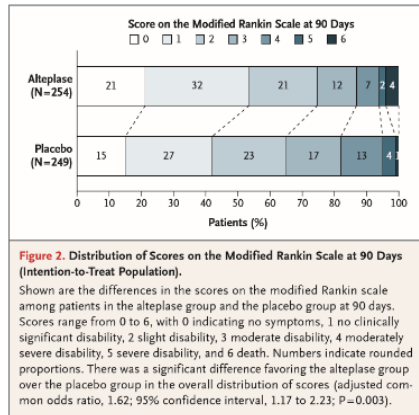 Score on the Modified Rankin Scale at 90 Days
0 1 2 3 4 5 6
Alteplase
(N=254)
21 32 21 12 7 2 4
Placebo
(N=249)
15 27 23 17 13 4 1
0 10 20 30 40 50 60 70 80 90 100
Patients (%)
Figure 2. Distribution of Scores on the Modified Rankin Scale at 90 Days
(Intention-to-Treat Population).
Shown are the differences in the scores on the modified Rankin scale
among patients in the alteplase group and the placebo group at 90 days.
Scores range from 0 to 6, with 0 indicating no symptoms, 1 no clinically
significant disability, 2 slight disability, 3 moderate disability, 4 moderately
severe disability, 5 severe disability, and 6 death. Numbers indicate rounded
proportions. There was a significant difference favoring the alteplase group
over the placebo group in the overall distribution of scores (adjusted com-
mon odds ratio, 1.62; 95% confidence interval, 1.17 to 2.23; P=0.003).